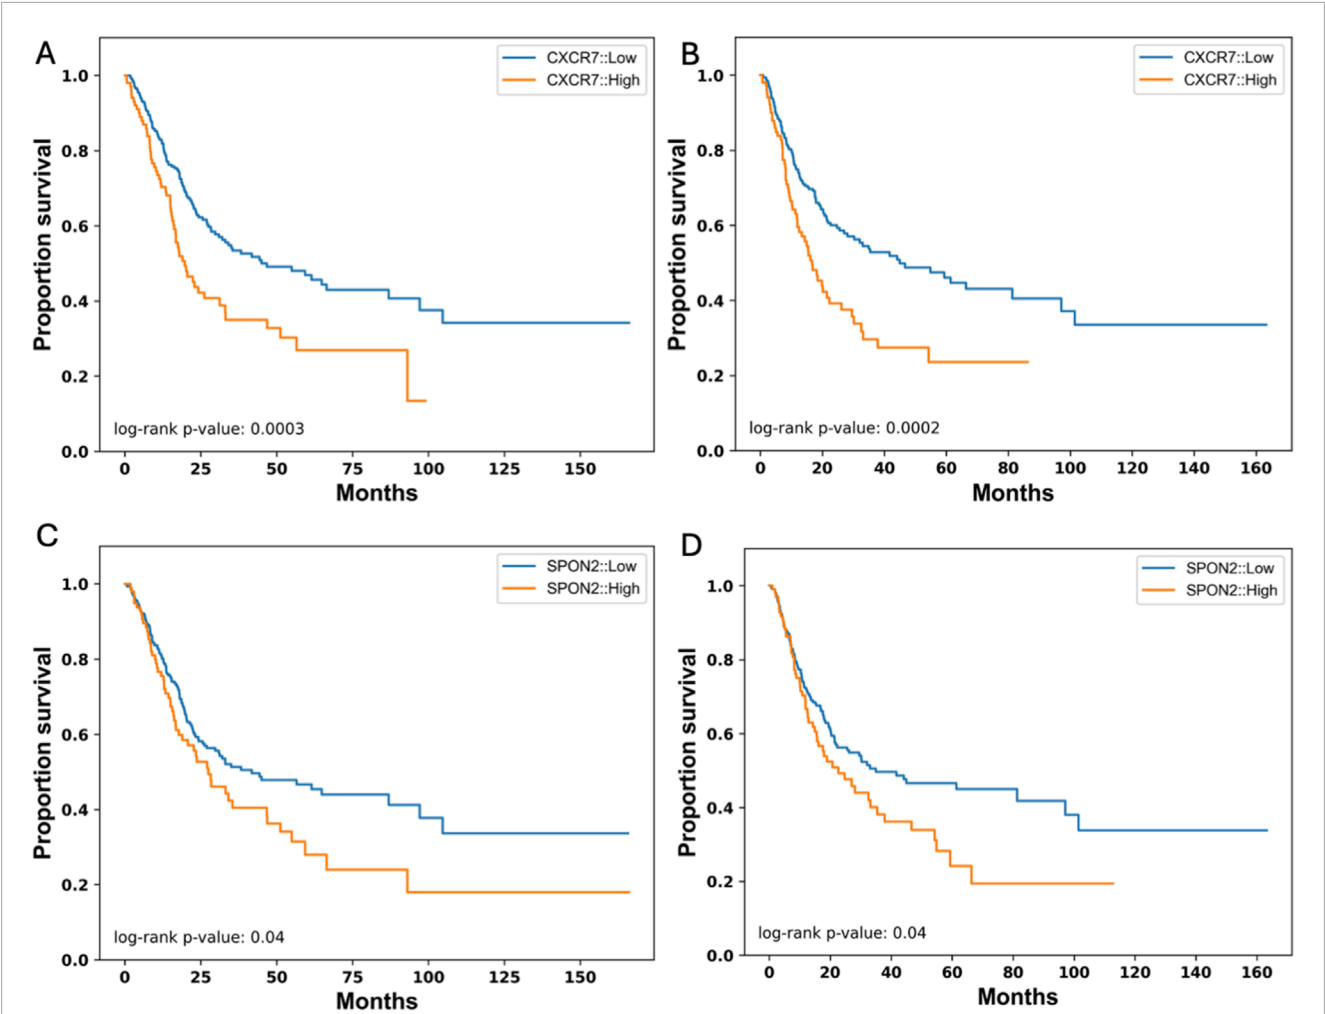 A
CXCR7::Low
CXCR7::High
1.0
0.8
0.6
0.4
0.2
0.0
Proportion survival
log-rank p-value: 0.0003
0 25 50 75 100 125 150
Months
B
CXCR7::Low
CXCR7::High
1.0
0.8
0.6
0.4
0.2
0.0
Proportion survival
log-rank p-value: 0.0002
0 20 40 60 80 100 120 140 160
Months
C
SPON2::Low
SPON2::High
1.0
0.8
0.6
0.4
0.2
0.0
Proportion survival
log-rank p-value: 0.04
0 25 50 75 100 125 150
Months
D
SPON2::Low
SPON2::High
1.0
0.8
0.6
0.4
0.2
0.0
Proportion survival
log-rank p-value: 0.04
0 20 40 60 80 100 120 140 160
Months